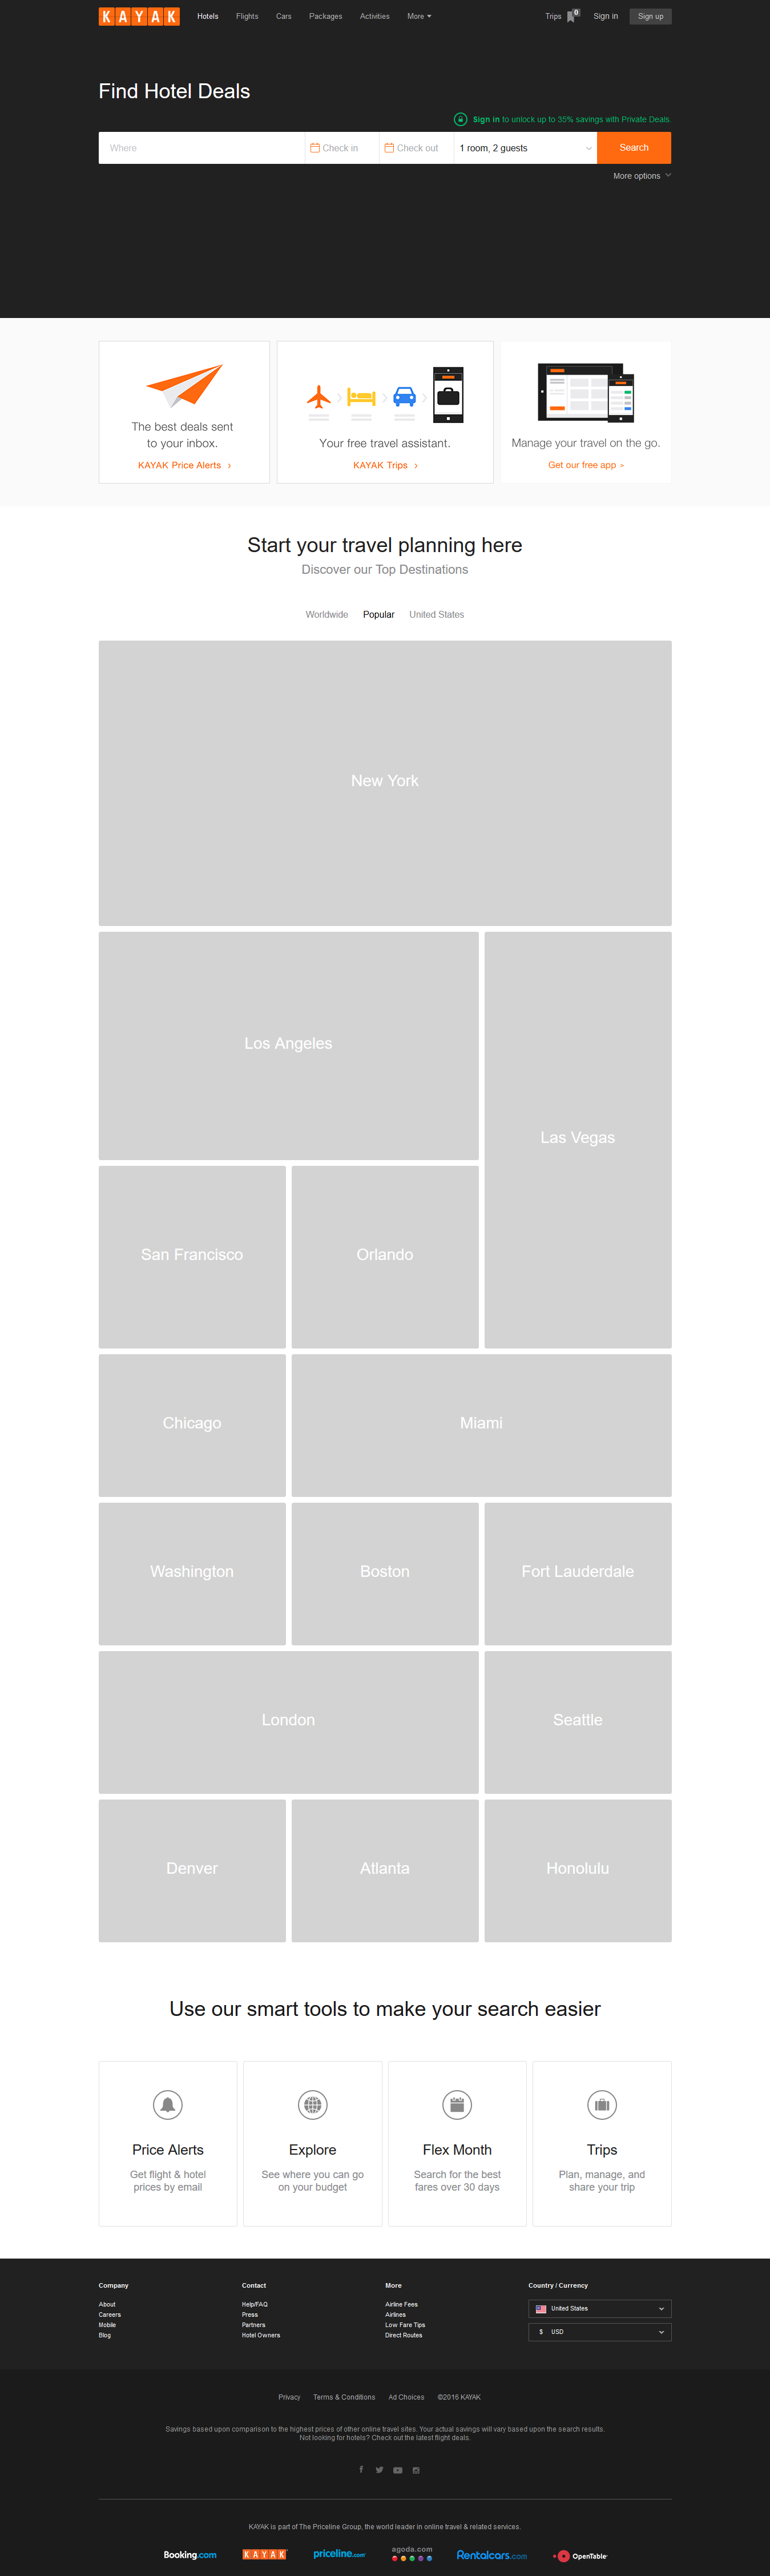 KAYAK Hotels Flights Cars Packages Activities More Trips 0 Sign in Sign up
Find Hotel Deals
Sign in to unlock up to 35% savings with Private Deals.
Where Check in Check out 1 room, 2 guests Search
More options
The best deals sent
to your inbox.
KAYAK Price Alerts >
Your free travel assistant.
KAYAK Trips >
Manage your travel on the go.
Get our free app >
Start your travel planning here
Discover our Top Destinations
Worldwide Popular United States
New York
Los Angeles
Las Vegas
San Francisco
Orlando
Chicago
Miami
Washington
Boston
Fort Lauderdale
London
Seattle
Denver
Atlanta
Honolulu
Use our smart tools to make your search easier
Price Alerts
Get flight & hotel
prices by email
Explore
See where you can go
on your budget
Flex Month
Search for the best
fares over 30 days
Trips
Plan, manage, and
share your trip
Company
About
Careers
Mobile
Blog
Contact
Help/FAQ
Press
Partners
Hotel Owners
More
Airline Fees
Airlines
Low Fare Tips
Direct Routes
Country / Currency
United States
$ USD
Privacy Terms & Conditions Ad Choices ©2016 KAYAK
Savings based upon comparison to the highest prices of other online travel sites. Your actual savings will vary based upon the search results.
Not looking for hotels? Check out the latest flight deals.
KAYAK is part of The Priceline Group, the world leader in online travel & related services.
Booking.com KAYAK priceline.com agoda.com Rentalcars.com OpenTable